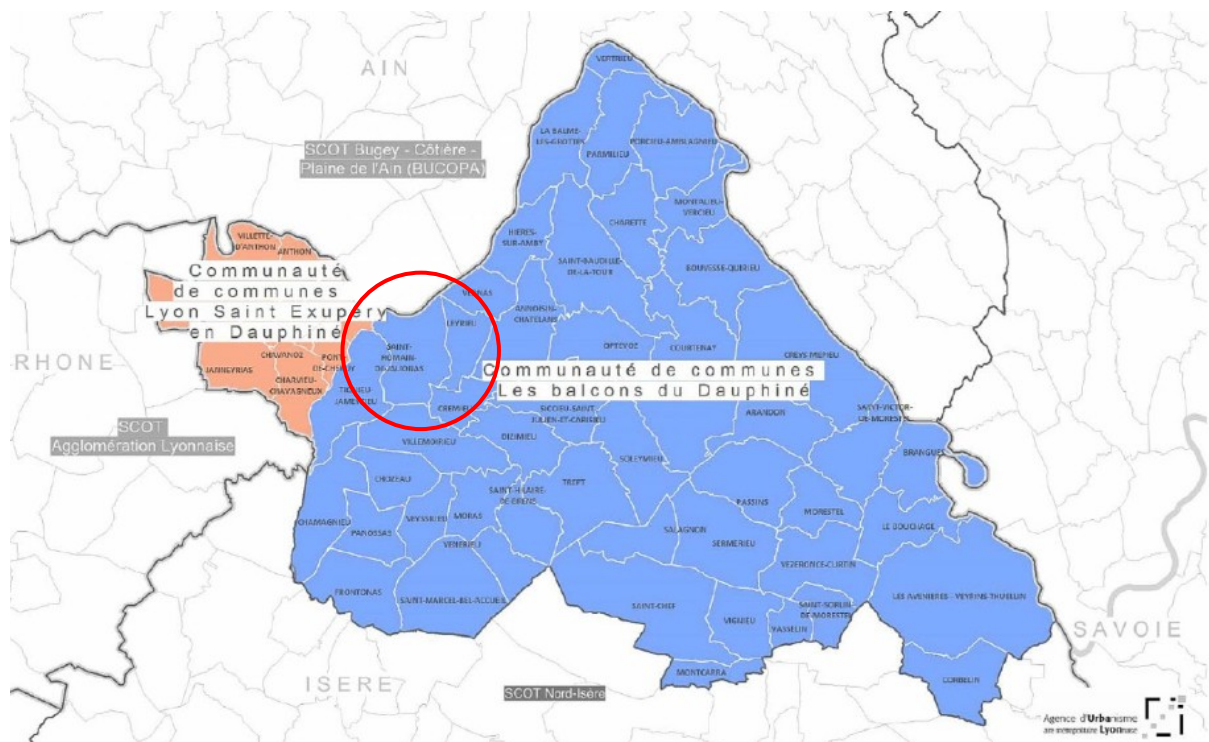 AIN
VERTRIEU
LA BALME-
LES-GROTTES
PARMILIEU
PORCIEU-AMBLAGNIEU
SCOT Bugey - Côtière -
Plaine de l'Ain (BUCOPA)
MONTALIEU-
VERCIEU
CHARETTE
HIERES-
SUR-AMBY
VILLETTE-
D'ANTHON
ANTHON
SAINT-BAUDILLE-
DE-LA-TOUR
BOUVESSE-QUIRIEU
Communauté
de communes
Lyon Saint Exupery
en Dauphiné
VERNAS
ANNOISIN-
CHATELANS
LEYRIEU
SAINT-
ROMAIN-
DE-JALIONAS
OPTEVOZ
COURTENAY
CREYS-MEPIEU
RHONE
CHAVANOZ
PONT-
DE-CHERUY
JANNEYRIAS
CHARVIEU-
CHAVAGNEUX
TIGNIEU-
JAMEYZIEU
Communauté de communes
Les balcons du Dauphiné
CREMIEU
SICCIEU-SAINT-
JULIEN-ET-CARISIEU
ARANDON
SAINT-VICTOR-
DE-MORESTEL
SCOT
Agglomération Lyonnaise
VILLEMOIRIEU
DIZIMIEU
SOLEYMIEU
BRANGUES
CHOZEAU
SAINT-HILAIRE-
DE-BRENS
TREPT
PASSINS
MORESTEL
CHAMAGNIEU
PANOSSAS
VEYSSILIEU
MORAS
SALAGNON
SERMERIEU
LE BOUCHAGE
VENERIEU
VEZERONCE-CURTIN
FRONTONAS
SAINT-MARCEL-BEL-ACCUEIL
SAINT-CHEF
VIGNIEU
VASSELIN
SAINT-SORLIN-
DE-MORESTEL
LES AVENIERES - VEYRINS-THUELLIN
SAVOIE
MONTCARRA
CORBELIN
ISERE
SCOT Nord-Isère
Agence d'Urbanisme
aire métropolitaine Lyonnaise